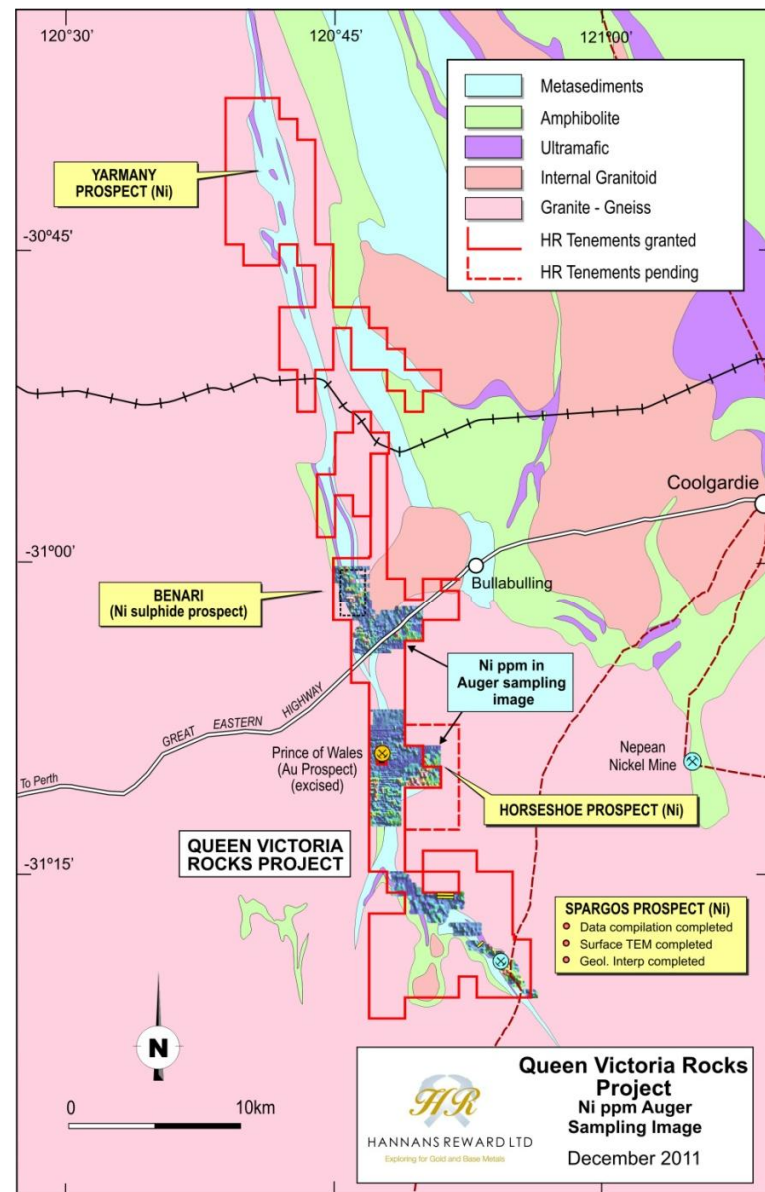 120°30'
120°45'
121°00'
Metasediments
Amphibolite
Ultramafic
Internal Granitoid
Granite - Gneiss
HR Tenements granted
HR Tenements pending
YARMANY
PROSPECT (Ni)
-30°45'
Coolgardie
-31°00'
Bullabulling
BENARI
(Ni sulphide prospect)
Ni ppm in
Auger sampling
image
GREAT EASTERN HIGHWAY
To Perth
Prince of Wales
(Au Prospect)
(excised)
Nepean
Nickel Mine
HORSESHOE PROSPECT (Ni)
QUEEN VICTORIA
ROCKS PROJECT
-31°15'
SPARGOS PROSPECT (Ni)
Data compilation completed
Surface TEM completed
Geol. Interp completed
N
0 10km
HR
HANNANS REWARD LTD
Exploring for Gold and Base Metals
Queen Victoria Rocks
Project
Ni ppm Auger
Sampling Image
December 2011